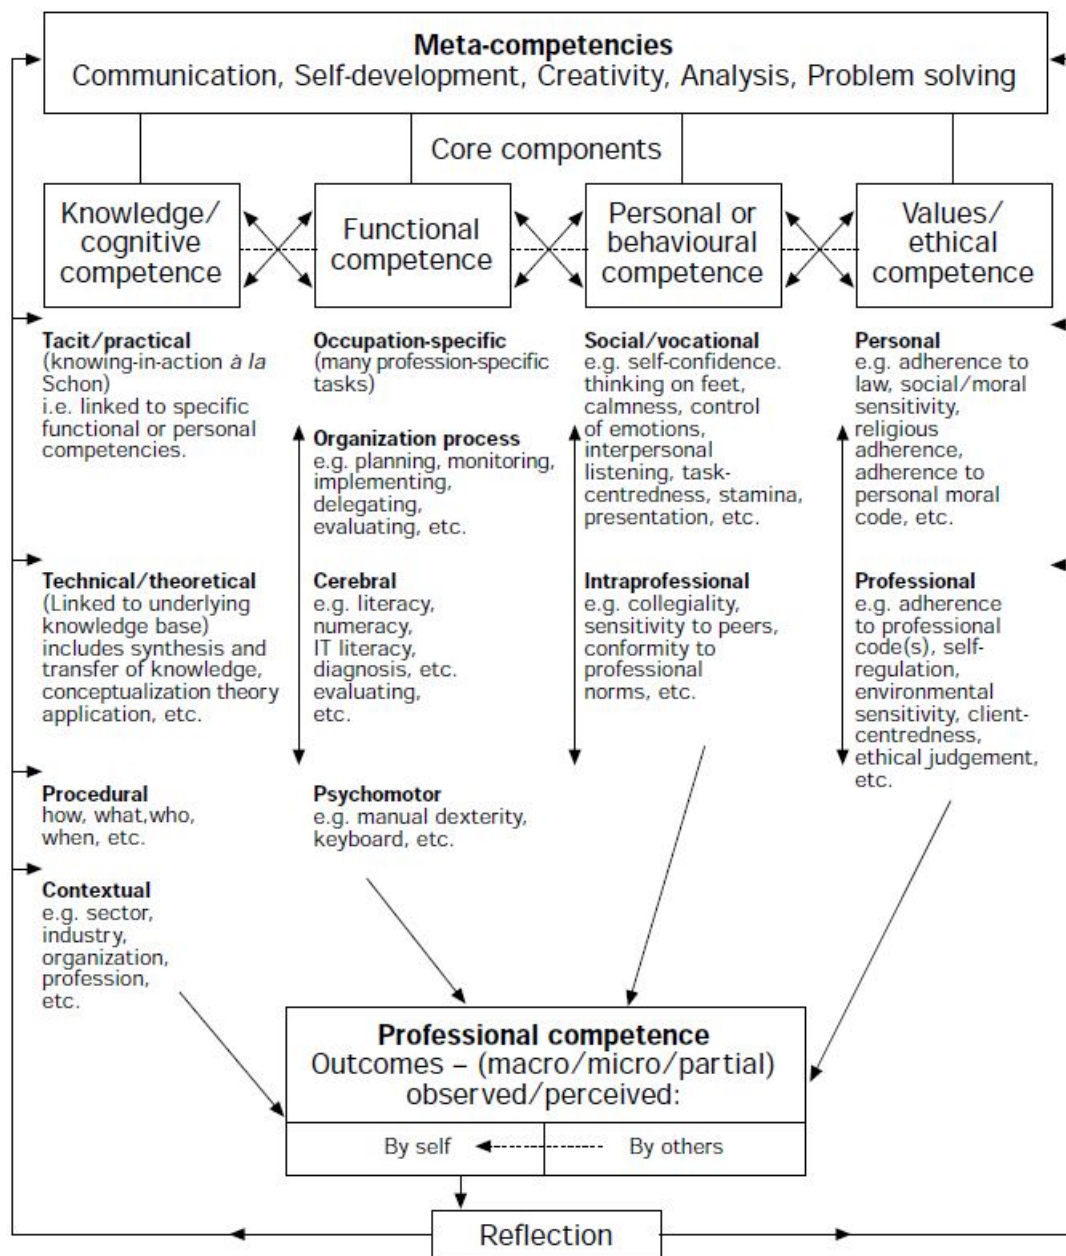 Meta-competencies
Communication, Self-development, Creativity, Analysis, Problem solving
Core components
Knowledge/
cognitive
competence
Functional
competence
Personal or
behavioural
competence
Values/
ethical
competence
Tacit/practical
(knowing-in-action à la
Schon)
i.e. linked to specific
functional or personal
competencies.
Technical/theoretical
(Linked to underlying
knowledge base)
includes synthesis and
transfer of knowledge,
conceptualization theory
application, etc.
Procedural
how, what,who,
when, etc.
Contextual
e.g. sector,
industry,
organization,
profession,
etc.
Occupation-specific
(many profession-specific
tasks)
Organization process
e.g. planning, monitoring,
implementing,
delegating,
evaluating, etc.
Cerebral
e.g. literacy,
numeracy,
IT literacy,
diagnosis, etc.
evaluating,
etc.
Psychomotor
e.g. manual dexterity,
keyboard, etc.
Social/vocational
e.g. self-confidence.
thinking on feet,
calmness, control
of emotions,
interpersonal
listening, task-
centredness, stamina,
presentation, etc.
Intraprofessional
e.g. collegiality,
sensitivity to peers,
conformity to
professional
norms, etc.
Personal
e.g. adherence to
law, social/moral
sensitivity,
religious
adherence,
adherence to
personal moral
code, etc.
Professional
e.g. adherence
to professional
code(s), self-
regulation,
environmental
sensitivity, client-
centredness,
ethical judgement,
etc.
Professional competence
Outcomes – (macro/micro/partial)
observed/perceived:
By self
By others
Reflection